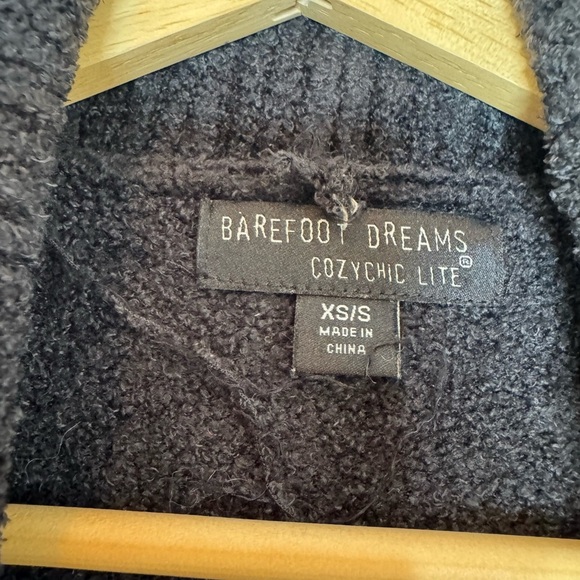 BAREFOOT DREAMS
COZYCHIC LITE®
XS/S
MADE IN
CHINA